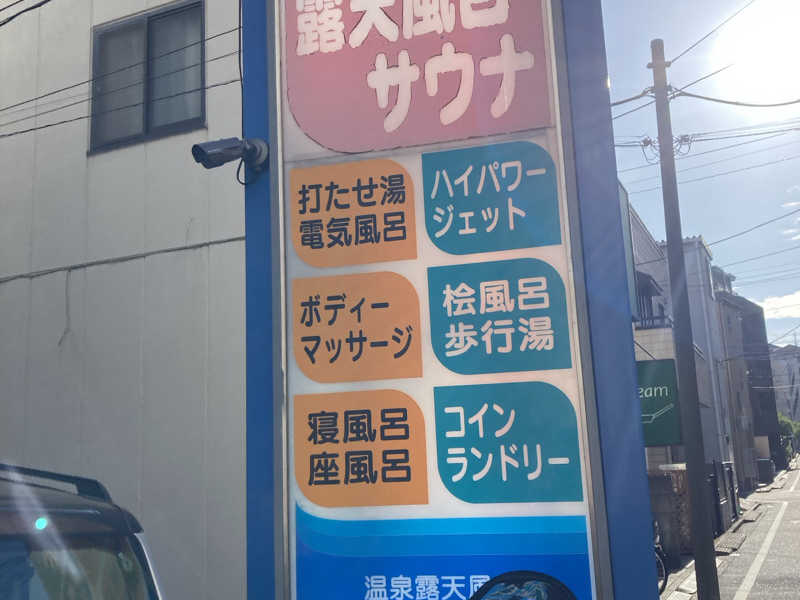 露天風呂
サウナ
打たせ湯
電気風呂
ハイパワー
ジェット
ボディー
マッサージ
桧風呂
歩行湯
寝風呂
座風呂
コイン
ランドリー
温泉露天風
eam